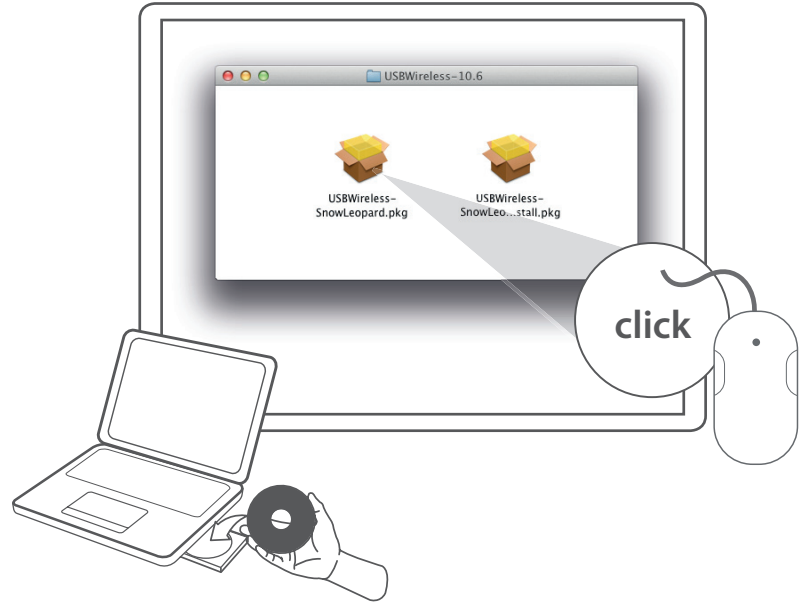 USBWireless-10.6
USBWireless-
SnowLeopard.pkg
USBWireless-
SnowLeo...stall.pkg
click